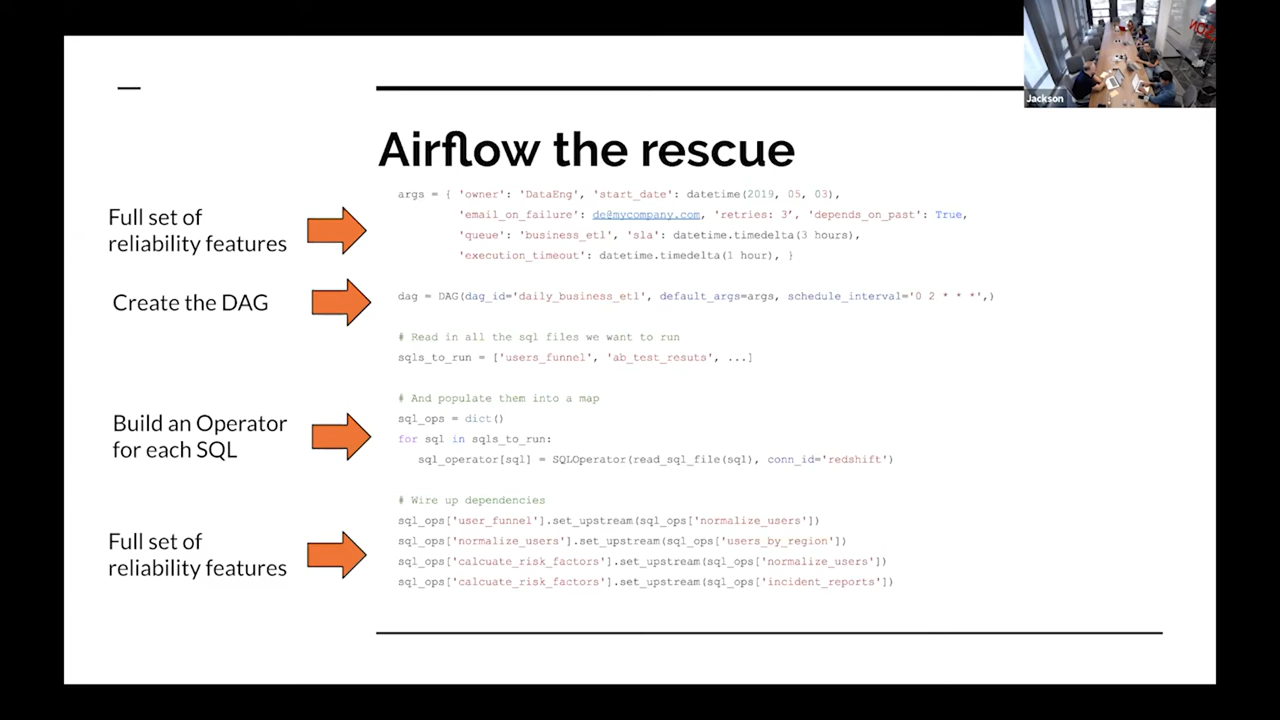 Jackson
Airflow the rescue
Full set of
reliability features
args = { 'owner': 'DataEng', 'start_date': datetime(2019, 05, 03),
'email_on_failure': de@mycompany.com, 'retries: 3’, 'depends_on_past': True,
'queue': 'business_etl', 'sla': datetime.timedelta(3 hours),
'execution_timeout': datetime.timedelta(1 hour), }
Create the DAG
dag = DAG(dag_id='daily_business_etl', default_args=args, schedule_interval='0 2 * * *',)
# Read in all the sql files we want to run
sqls_to_run = ['users_funnel', 'ab_test_resuts', ...]
Build an Operator
for each SQL
# And populate them into a map
sql_ops = dict()
for sql in sqls_to_run:
sql_operator[sql] = SQLOperator(read_sql_file(sql), conn_id='redshift')
Full set of
reliability features
# Wire up dependencies
sql_ops['user_funnel'].set_upstream(sql_ops['normalize_users'])
sql_ops['normalize_users'].set_upstream(sql_ops['users_by_region'])
sql_ops['calcuate_risk_factors'].set_upstream(sql_ops['normalize_users'])
sql_ops['calcuate_risk_factors'].set_upstream(sql_ops['incident_reports'])